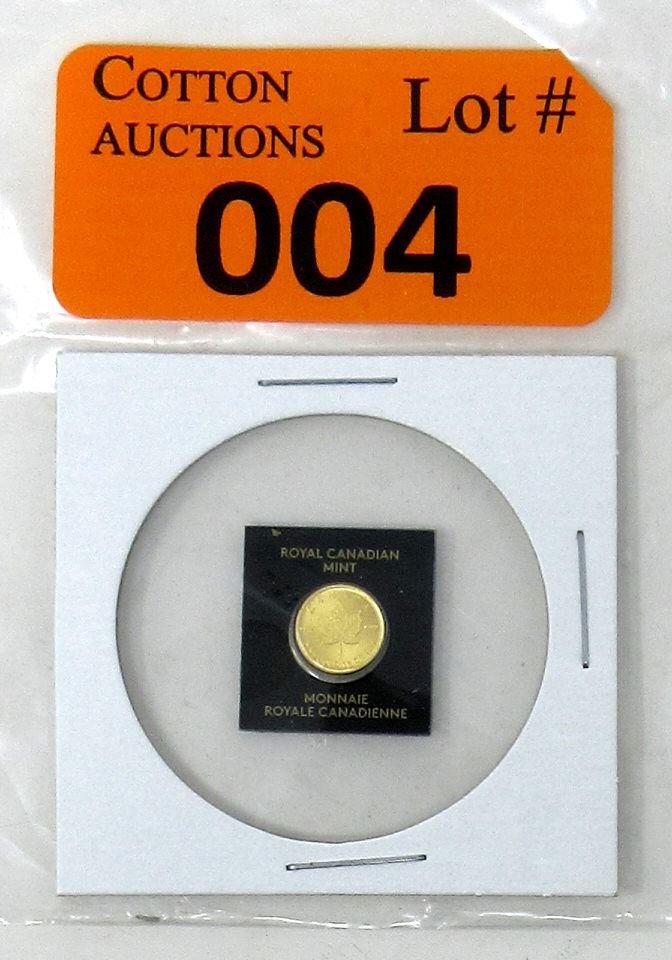 COTTON
AUCTIONS
Lot #
004
ROYAL CANADIAN
MINT
MONNAIE
ROYALE CANADIENNE